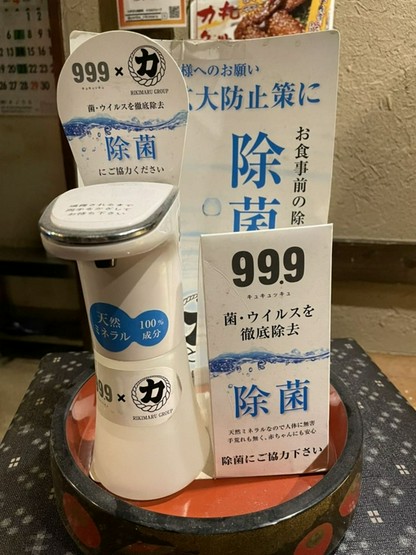 999 × 力
キュキュッキュ
RIKIMARU GROUP
菌・ウイルスを徹底除去
除菌
にご協力ください
様へのお願い
大防止策に
お食事前の除
除菌
天然
ミネラル
100%
成分
99 × 力
RIKIMARU GROUP
99.9
キュキュッキュ
菌・ウイルスを
徹底除去
除菌
天然ミネラルなので人体に無害
手荒れも無く、赤ちゃんにも安心
除菌にご協力下さい